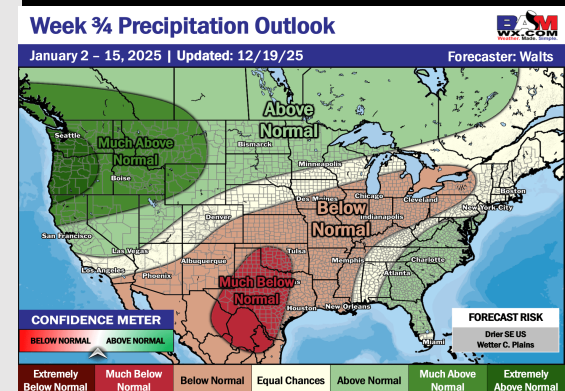 Week ¾ Precipitation Outlook
BAM
WX.COM
Weather. Made. Simple.
January 2 – 15, 2025 | Updated: 12/19/25
Forecaster: Walts
Above
Normal
Seattle
Much Above
Normal
Bismarck
Minneapolis
Boise
Boston
Des Moines
Chicago
Cleveland
New York City
Below
Normal
Indianapolis
Denver
San Francisco
Las Vegas
Tulsa
Memphis
Charlotte
Los Angeles
Albuquerque
Atlanta
Phoenix
Much Below
Normal
Houston
New Orleans
Miami
CONFIDENCE METER
BELOW NORMAL
ABOVE NORMAL
FORECAST RISK
Drier SE US
Wetter C. Plains
Extremely
Below Normal
Much Below
Normal
Below Normal
Equal Chances
Above Normal
Much Above
Normal
Extremely
Above Normal